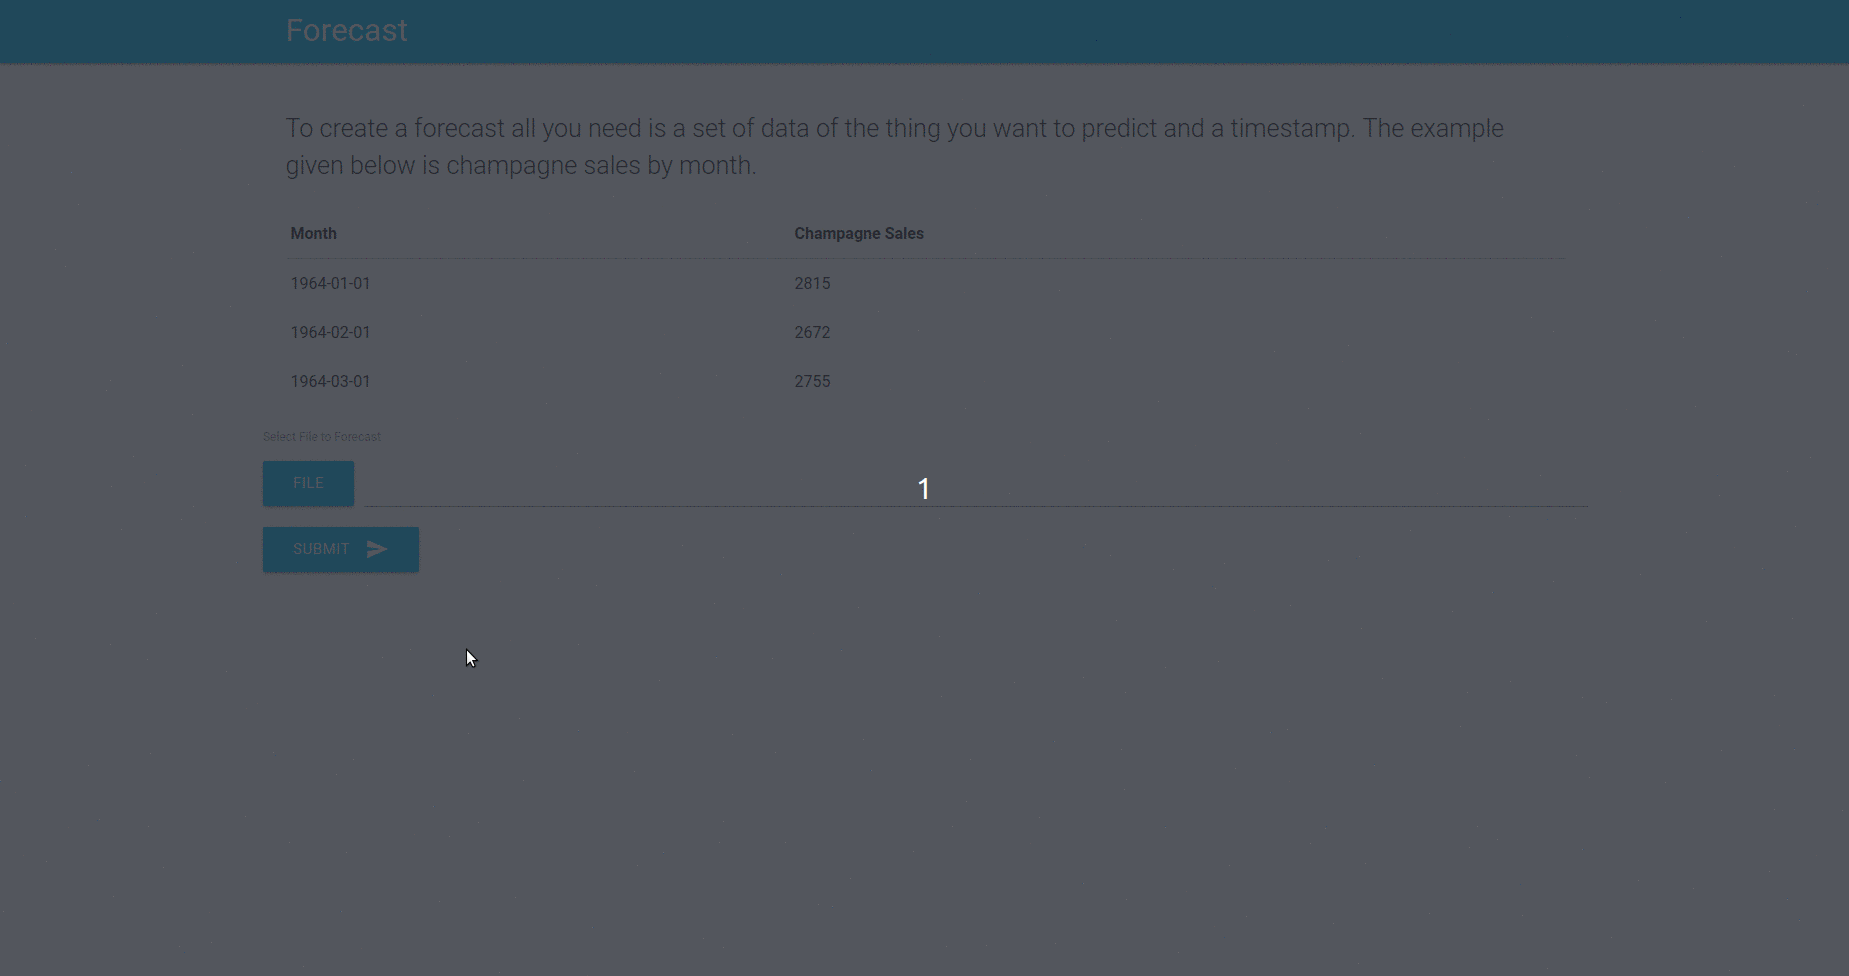 Forecast
To create a forecast all you need is a set of data of the thing you want to predict and a timestamp. The example
given below is champagne sales by month.
Month Champagne Sales
1964-01-01 2815
1964-02-01 2672
1964-03-01 2755
Select File to Forecast
FILE
1
SUBMIT